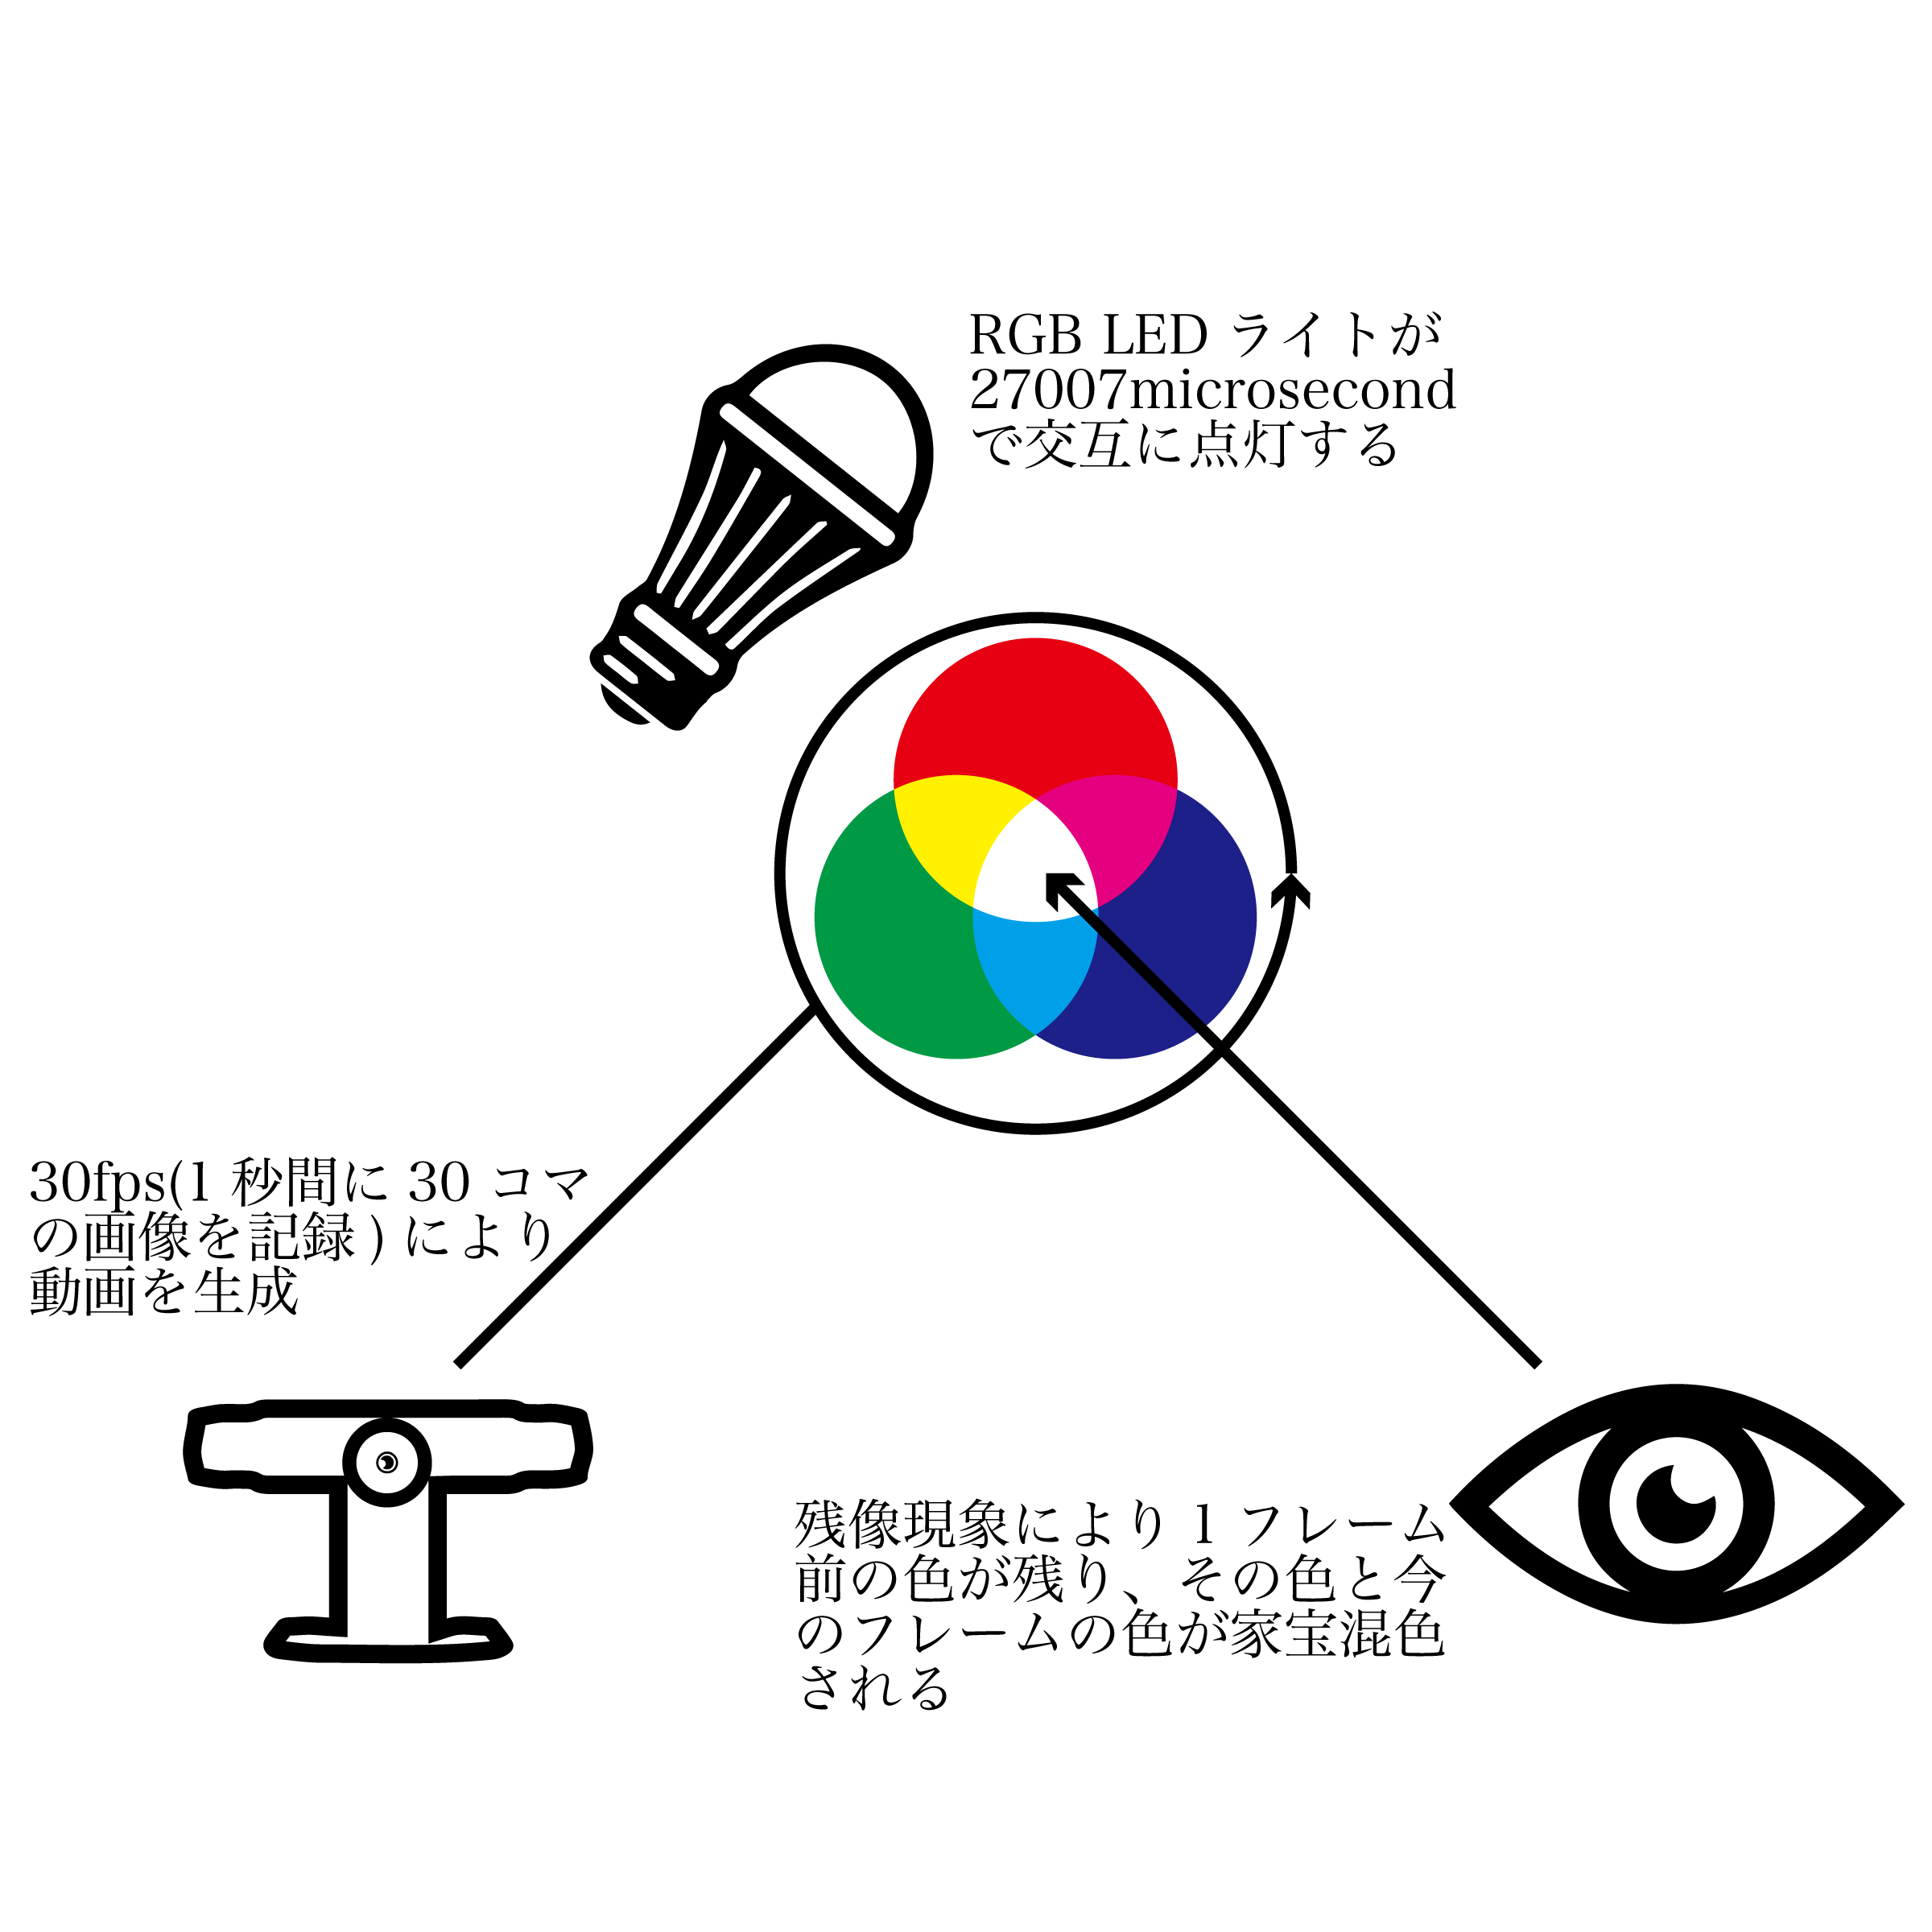 RGB LED ライトが
27007microsecond
で交互に点灯する
30fps(1 秒間に 30 コマ
の画像を記録) により
動画を生成
残像現象により 1 フレーム
前の色が残り、その色と今
のフレームの色が家宝混色
される